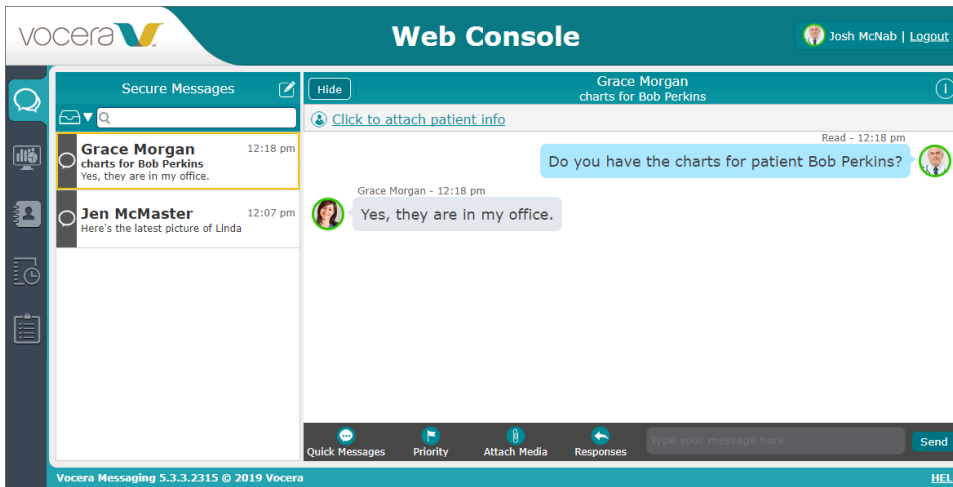 vocera
Web Console
Josh McNab | Logout
Secure Messages
Hide
Grace Morgan
charts for Bob Perkins
Click to attach patient info
Grace Morgan 12:18 pm
charts for Bob Perkins
Yes, they are in my office.
Jen McMaster 12:07 pm
Here's the latest picture of Linda
Read - 12:18 pm
Do you have the charts for patient Bob Perkins?
Grace Morgan - 12:18 pm
Yes, they are in my office.
Quick Messages
Priority
Attach Media
Responses
Type your message here
Send
Vocera Messaging 5.3.3.2315 © 2019 Vocera
HEL